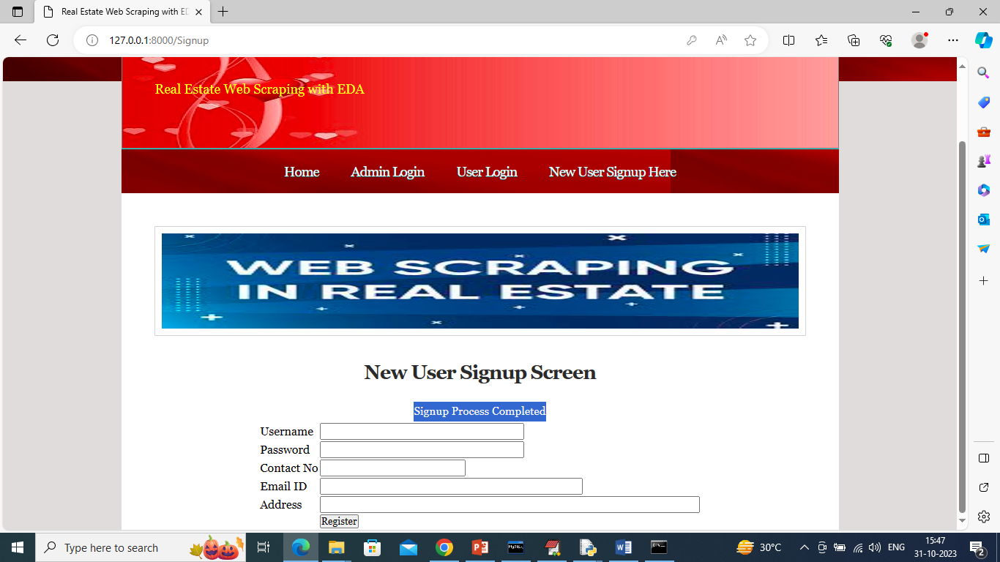 Real Estate Web Scraping with ED
127.0.0.1:8000/Signup
Real Estate Web Scraping with EDA
Home Admin Login User Login New User Signup Here
WEB SCRAPING
IN REAL ESTATE
New User Signup Screen
Signup Process Completed
Username
Password
Contact No
Email ID
Address
Register
Type here to search
30°C
ENG
15:47
31-10-2023
2